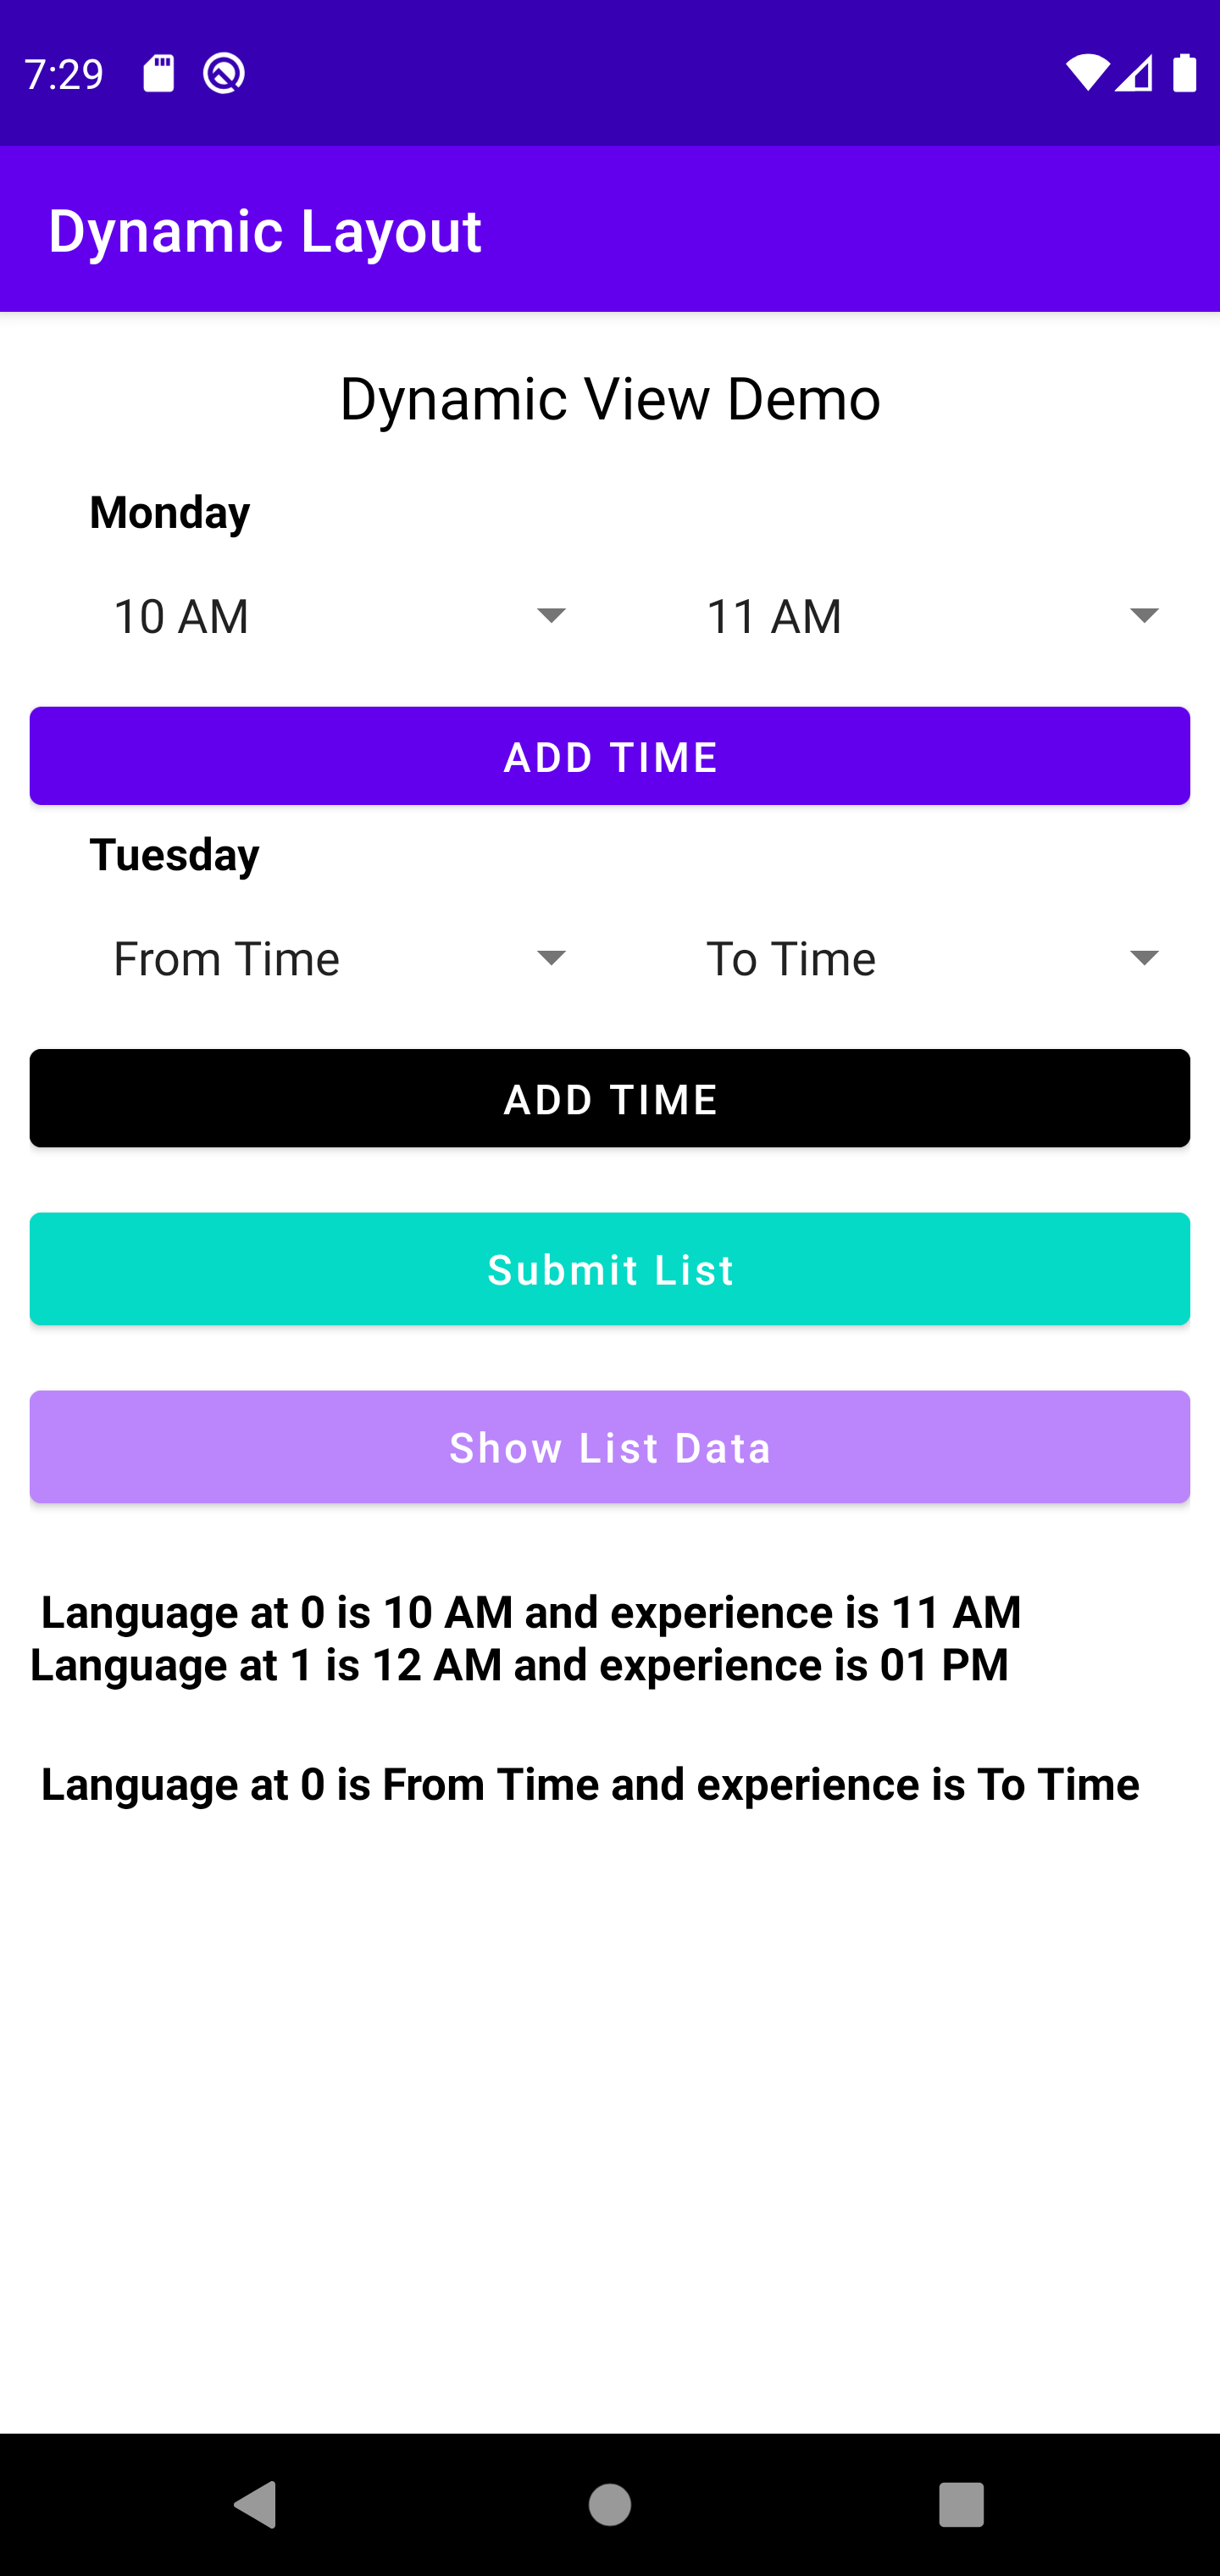 7:29
Dynamic Layout
Dynamic View Demo
Monday
10 AM 11 AM
ADD TIME
Tuesday
From Time To Time
ADD TIME
Submit List
Show List Data
Language at 0 is 10 AM and experience is 11 AM
Language at 1 is 12 AM and experience is 01 PM
Language at 0 is From Time and experience is To Time